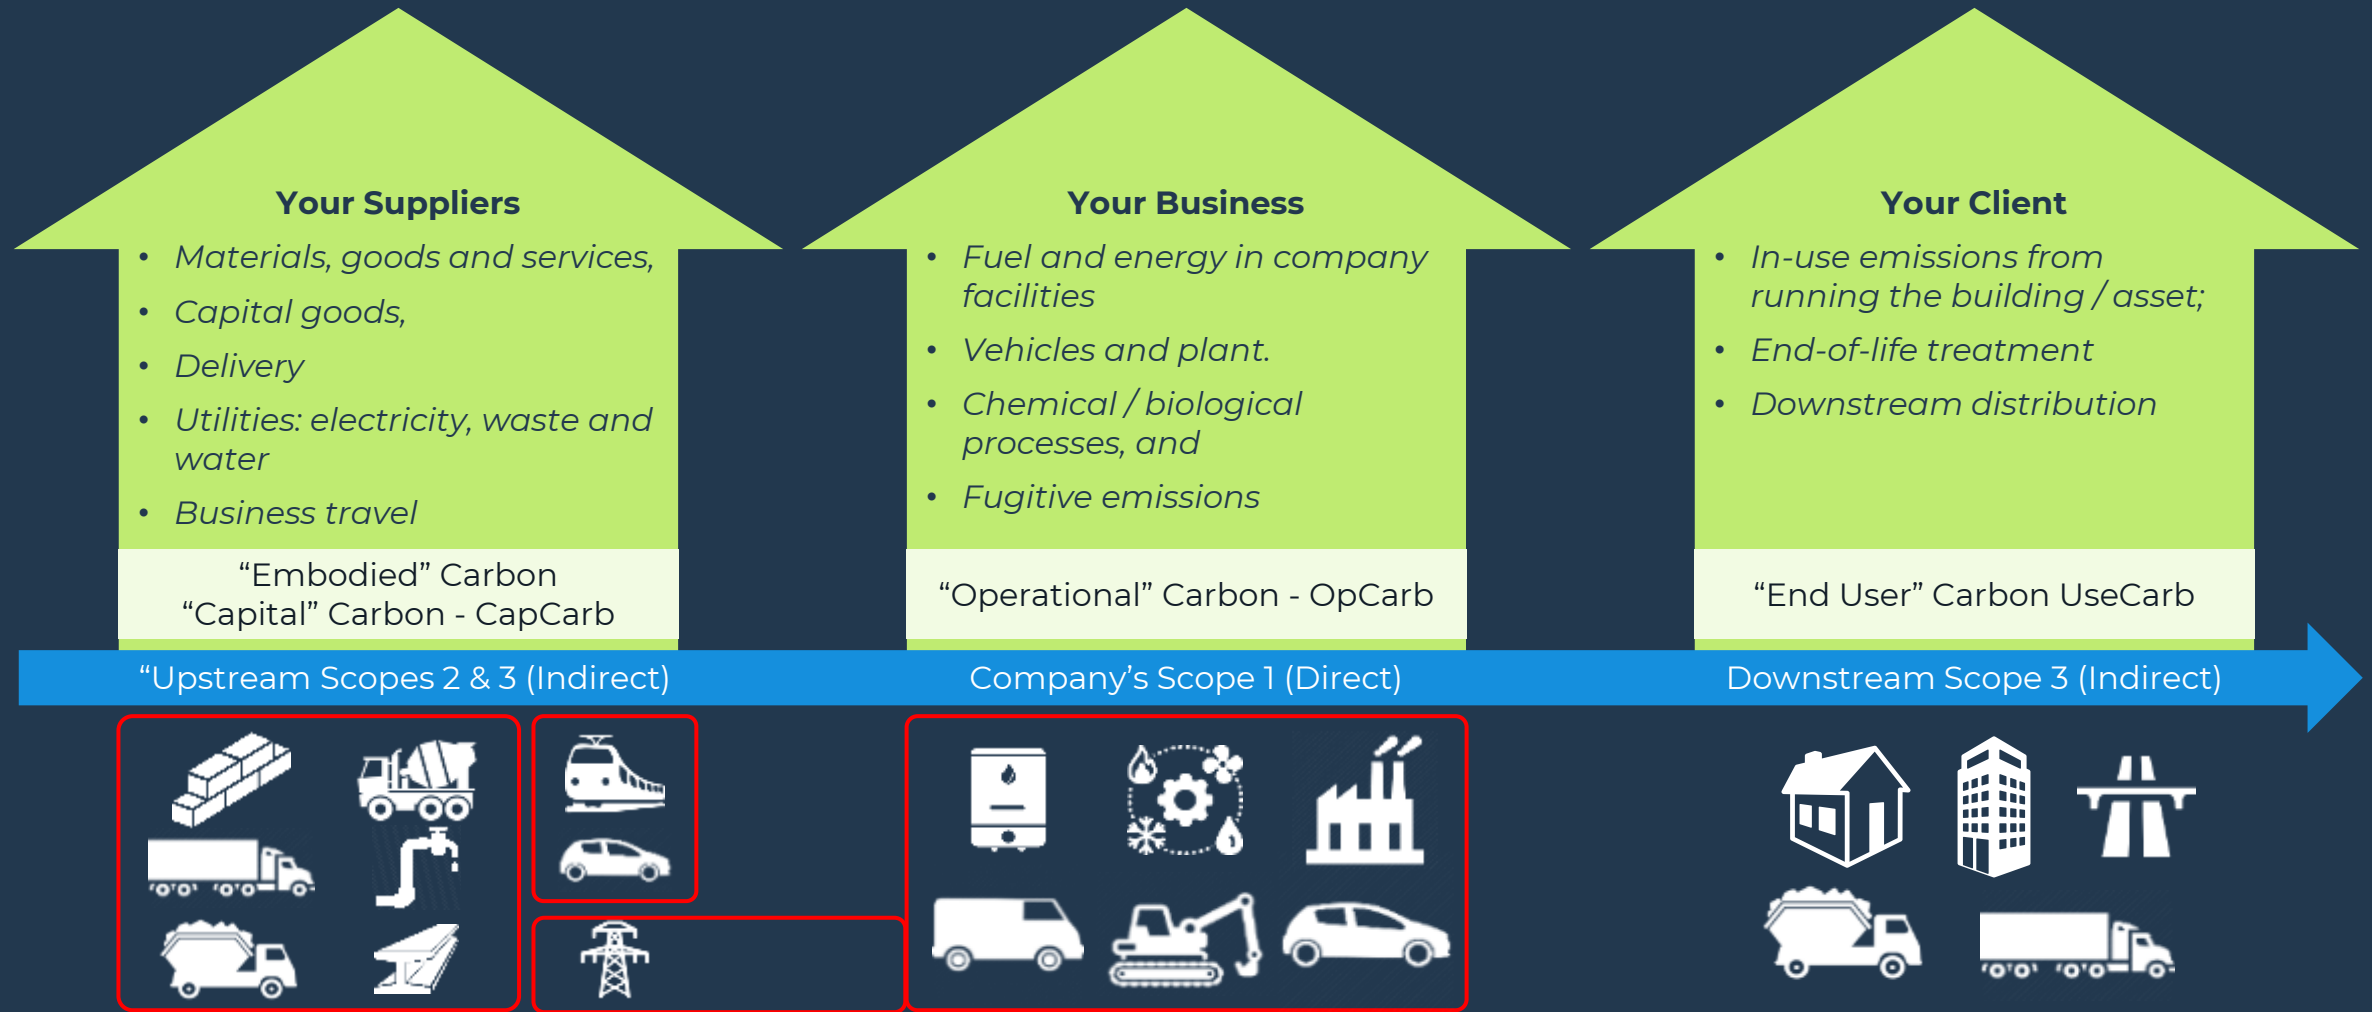 Your Suppliers
• Materials, goods and services,
• Capital goods,
• Delivery
• Utilities: electricity, waste and
water
• Business travel
“Embodied” Carbon
“Capital” Carbon - CapCarb
Your Business
• Fuel and energy in company
facilities
• Vehicles and plant.
• Chemical / biological
processes, and
• Fugitive emissions
“Operational” Carbon - OpCarb
Your Client
• In-use emissions from
running the building / asset;
• End-of-life treatment
• Downstream distribution
“End User” Carbon UseCarb
“Upstream Scopes 2 & 3 (Indirect)
Company’s Scope 1 (Direct)
Downstream Scope 3 (Indirect)